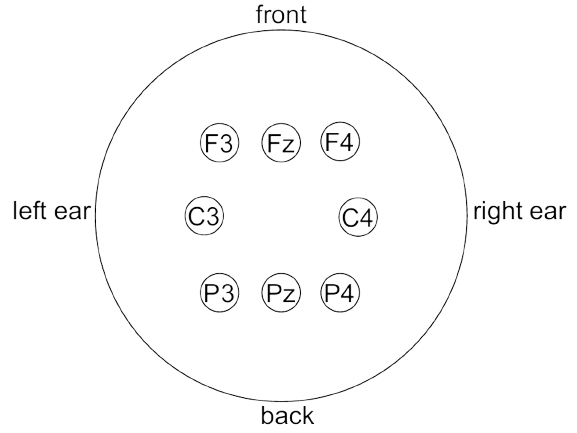 front
F3 Fz F4
left ear C3 C4 right ear
P3 Pz P4
back